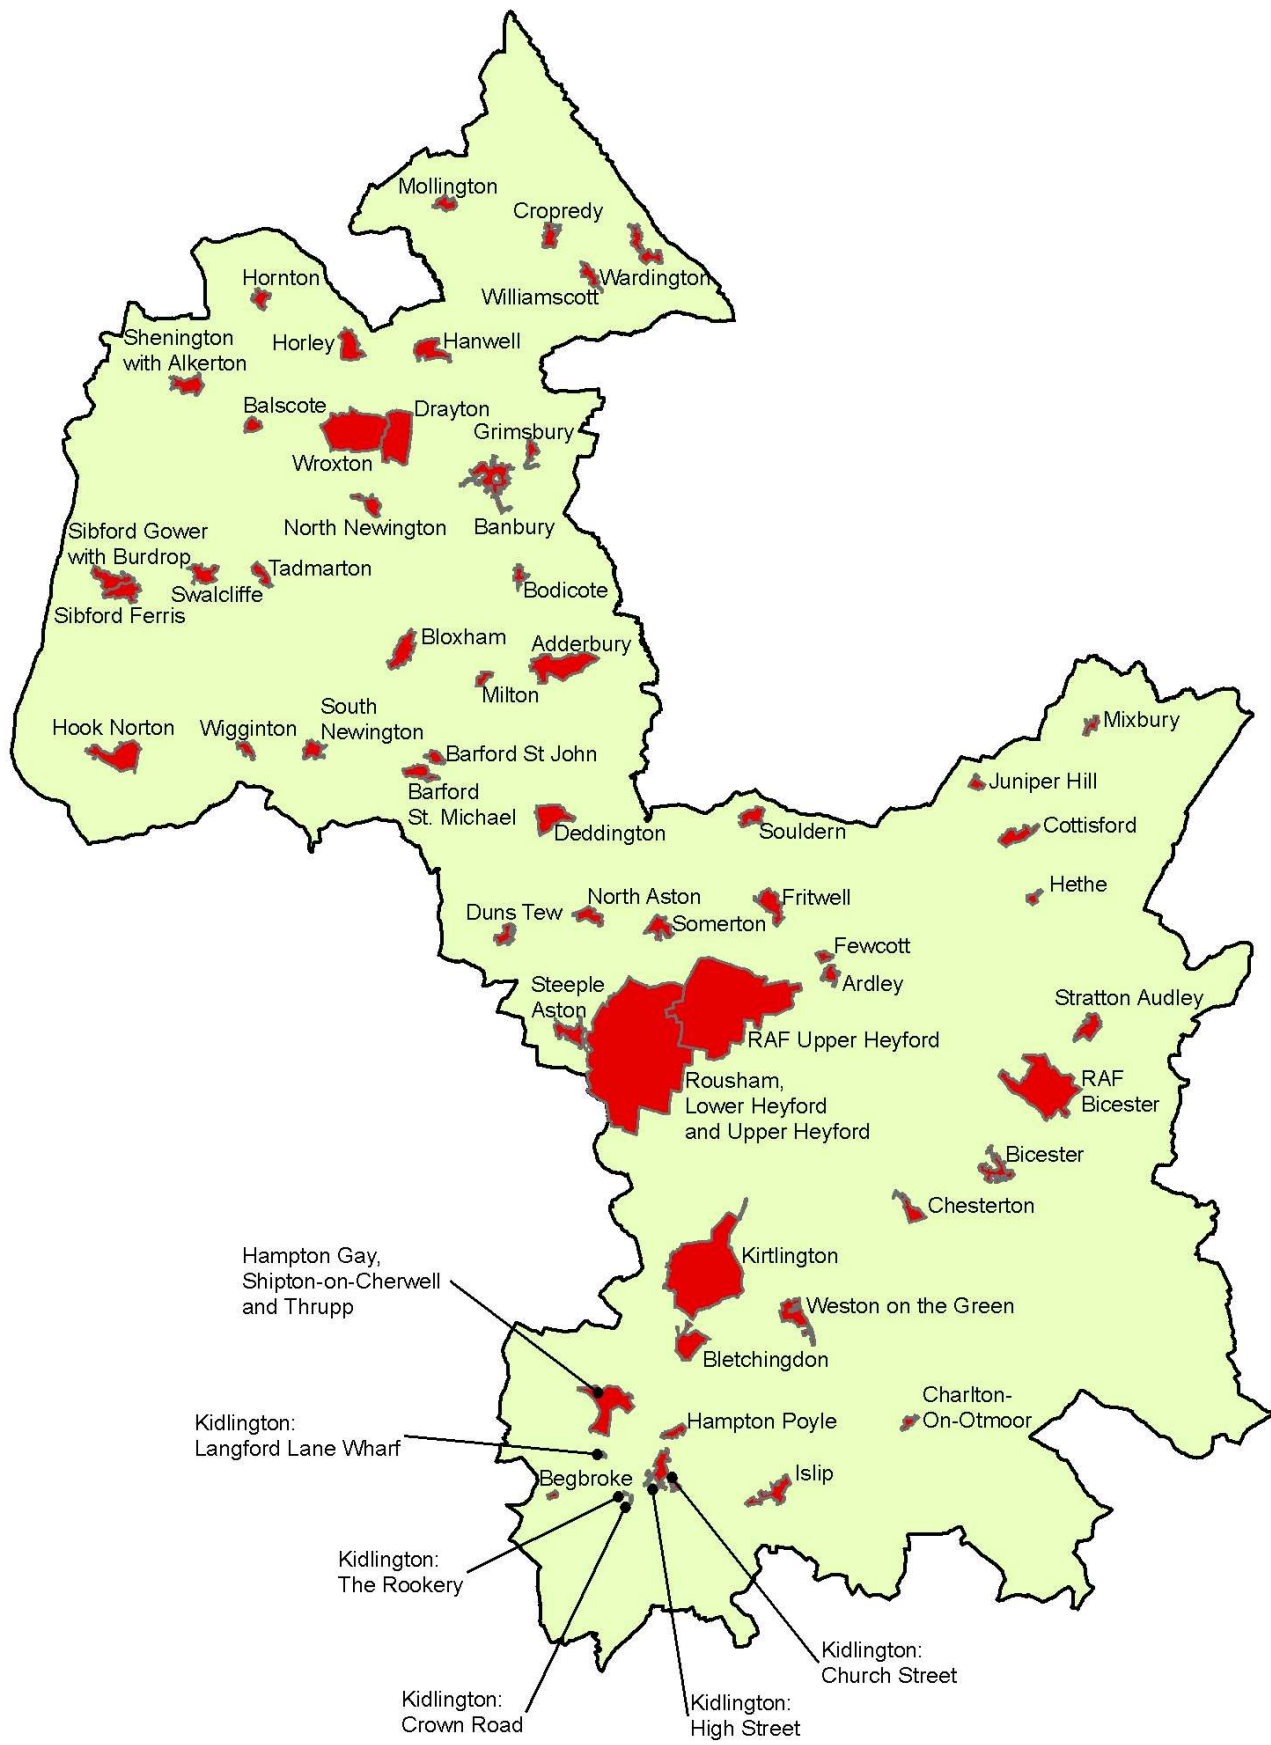 Mollington
Cropredy
Wardington
Williamscott
Hornton
Shenington
with Alkerton
Horley
Hanwell
Balscote
Drayton
Wroxton
Grimsbury
North Newington
Banbury
Sibford Gower
with Burdrop
Swalcliffe
Tadmarton
Sibford Ferris
Bodicote
Bloxham
Adderbury
Milton
Hook Norton
Wigginton
South
Newington
Barford St John
Barford
St. Michael
Deddington
Souldern
Mixbury
Juniper Hill
Cottisford
Hethe
Duns Tew
North Aston
Somerton
Fritwell
Fewcott
Ardley
Steeple
Aston
Stratton Audley
RAF Upper Heyford
Rousham,
Lower Heyford
and Upper Heyford
RAF
Bicester
Bicester
Chesterton
Kirtlington
Hampton Gay,
Shipton-on-Cherwell
and Thrupp
Weston on the Green
Bletchingdon
Charlton-
On-Otmoor
Hampton Poyle
Kidlington:
Langford Lane Wharf
Begbroke
Islip
Kidlington:
The Rookery
Kidlington:
Church Street
Kidlington:
Crown Road
Kidlington:
High Street